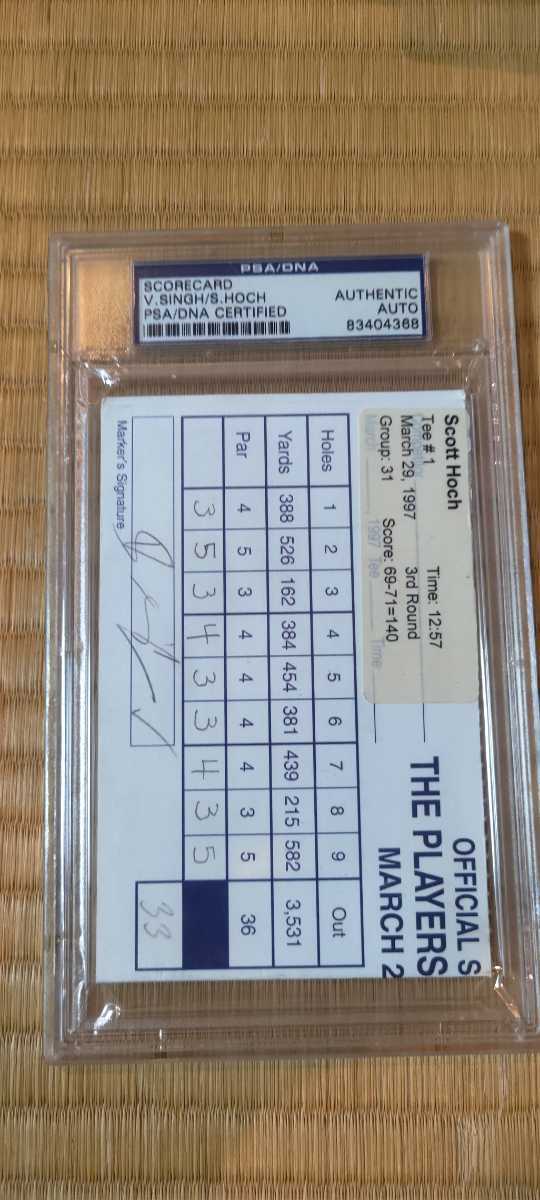 PSA/DNA
SCORECARD
V.SINGH/S.HOCH
PSA/DNA CERTIFIED
AUTHENTIC
AUTO
83404368
OFFICIAL S
THE PLAYERS
MARCH 2
Scott Hoch
Tee # 1 Time: 12:57
March 29, 1997 3rd Round
Group: 31 Score: 69-71=140
1997 Tee Time
Holes 1 2 3 4 5 6 7 8 9 Out
Yards 388 526 162 384 454 381 439 215 582 3,531
Par 4 5 3 4 4 4 4 3 5 36
3 5 3 4 3 3 4 3 5
33
Marker's Signature